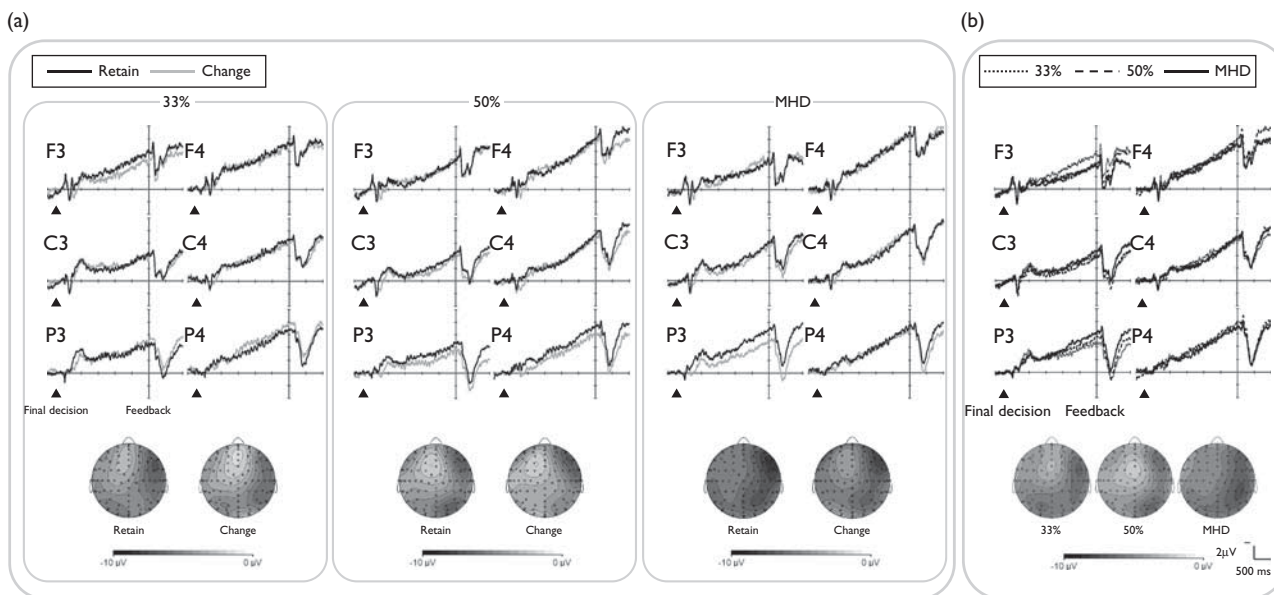 (a)
(b)
Retain Change
33% 50% MHD
33% 50% MHD
F3 F4 F3 F4 F3 F4 F3 F4
C3 C4 C3 C4 C3 C4 C3 C4
P3 P4 P3 P4 P3 P4 P3 P4
Final decision Feedback
Final decision Feedback
Retain Change Retain Change Retain Change
33% 50% MHD
-10 µV 0 µV -10 µV 0 µV -10 µV 0 µV
-10 µV 0 µV
2µV
500 ms